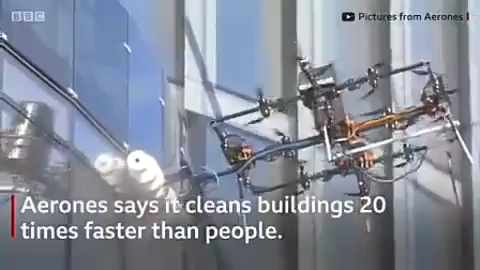 BBC
Pictures from Aerones
Aerones says it cleans buildings 20
times faster than people.